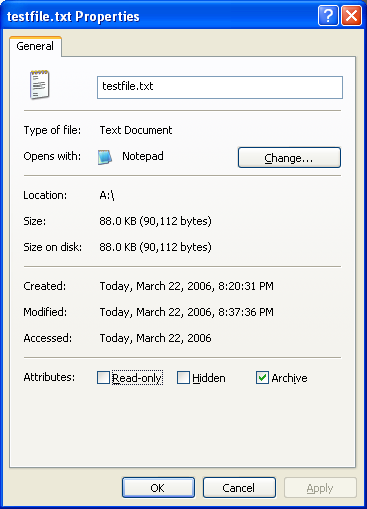 testfile.txt Properties
General
testfile.txt
Type of file: Text Document
Opens with: Notepad Change...
Location: A:\
Size: 88.0 KB (90,112 bytes)
Size on disk: 88.0 KB (90,112 bytes)
Created: Today, March 22, 2006, 8:20:31 PM
Modified: Today, March 22, 2006, 8:37:36 PM
Accessed: Today, March 22, 2006
Attributes: Read-only Hidden Archive
OK Cancel Apply